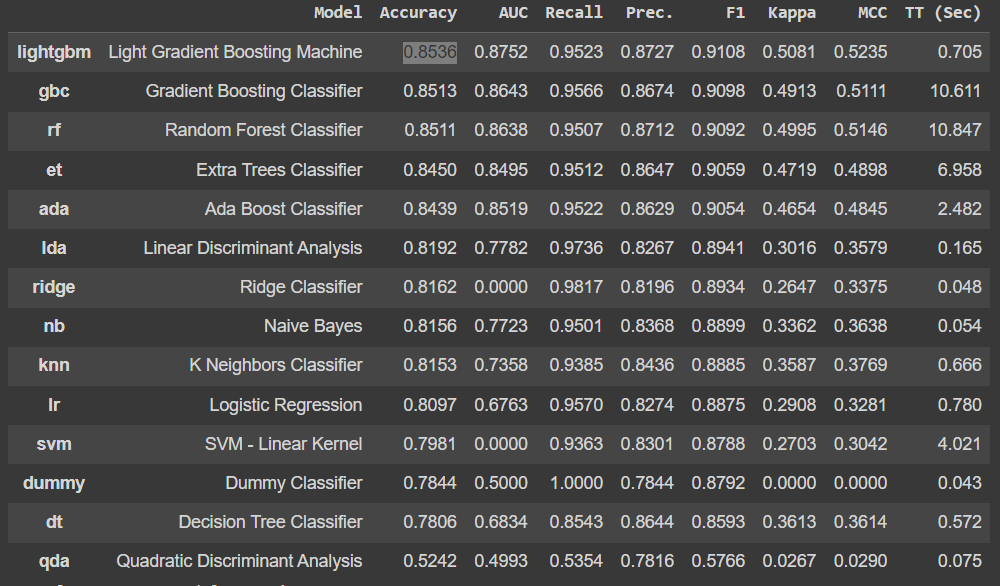 Model Accuracy AUC Recall Prec. F1 Kappa MCC TT (Sec)
lightgbm Light Gradient Boosting Machine 0.8536 0.8752 0.9523 0.8727 0.9108 0.5081 0.5235 0.705
gbc Gradient Boosting Classifier 0.8513 0.8643 0.9566 0.8674 0.9098 0.4913 0.5111 10.611
rf Random Forest Classifier 0.8511 0.8638 0.9507 0.8712 0.9092 0.4995 0.5146 10.847
et Extra Trees Classifier 0.8450 0.8495 0.9512 0.8647 0.9059 0.4719 0.4898 6.958
ada Ada Boost Classifier 0.8439 0.8519 0.9522 0.8629 0.9054 0.4654 0.4845 2.482
lda Linear Discriminant Analysis 0.8192 0.7782 0.9736 0.8267 0.8941 0.3016 0.3579 0.165
ridge Ridge Classifier 0.8162 0.0000 0.9817 0.8196 0.8934 0.2647 0.3375 0.048
nb Naive Bayes 0.8156 0.7723 0.9501 0.8368 0.8899 0.3362 0.3638 0.054
knn K Neighbors Classifier 0.8153 0.7358 0.9385 0.8436 0.8885 0.3587 0.3769 0.666
lr Logistic Regression 0.8097 0.6763 0.9570 0.8274 0.8875 0.2908 0.3281 0.780
svm SVM - Linear Kernel 0.7981 0.0000 0.9363 0.8301 0.8788 0.2703 0.3042 4.021
dummy Dummy Classifier 0.7844 0.5000 1.0000 0.7844 0.8792 0.0000 0.0000 0.043
dt Decision Tree Classifier 0.7806 0.6834 0.8543 0.8644 0.8593 0.3613 0.3614 0.572
qda Quadratic Discriminant Analysis 0.5242 0.4993 0.5354 0.7816 0.5766 0.0267 0.0290 0.075